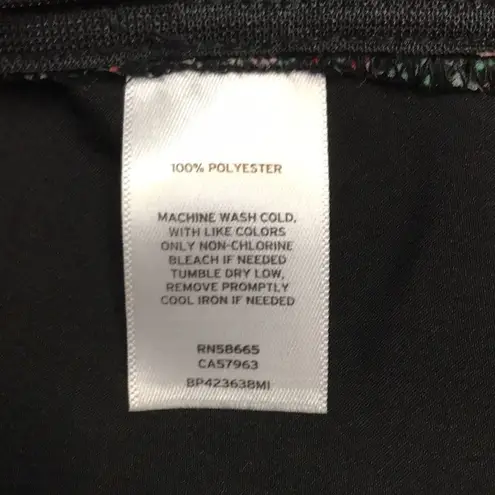 100% POLYESTER
MACHINE WASH COLD,
WITH LIKE COLORS
ONLY NON-CHLORINE
BLEACH IF NEEDED
TUMBLE DRY LOW,
REMOVE PROMPTLY
COOL IRON IF NEEDED
RN58665
CA57963
BP423638MI